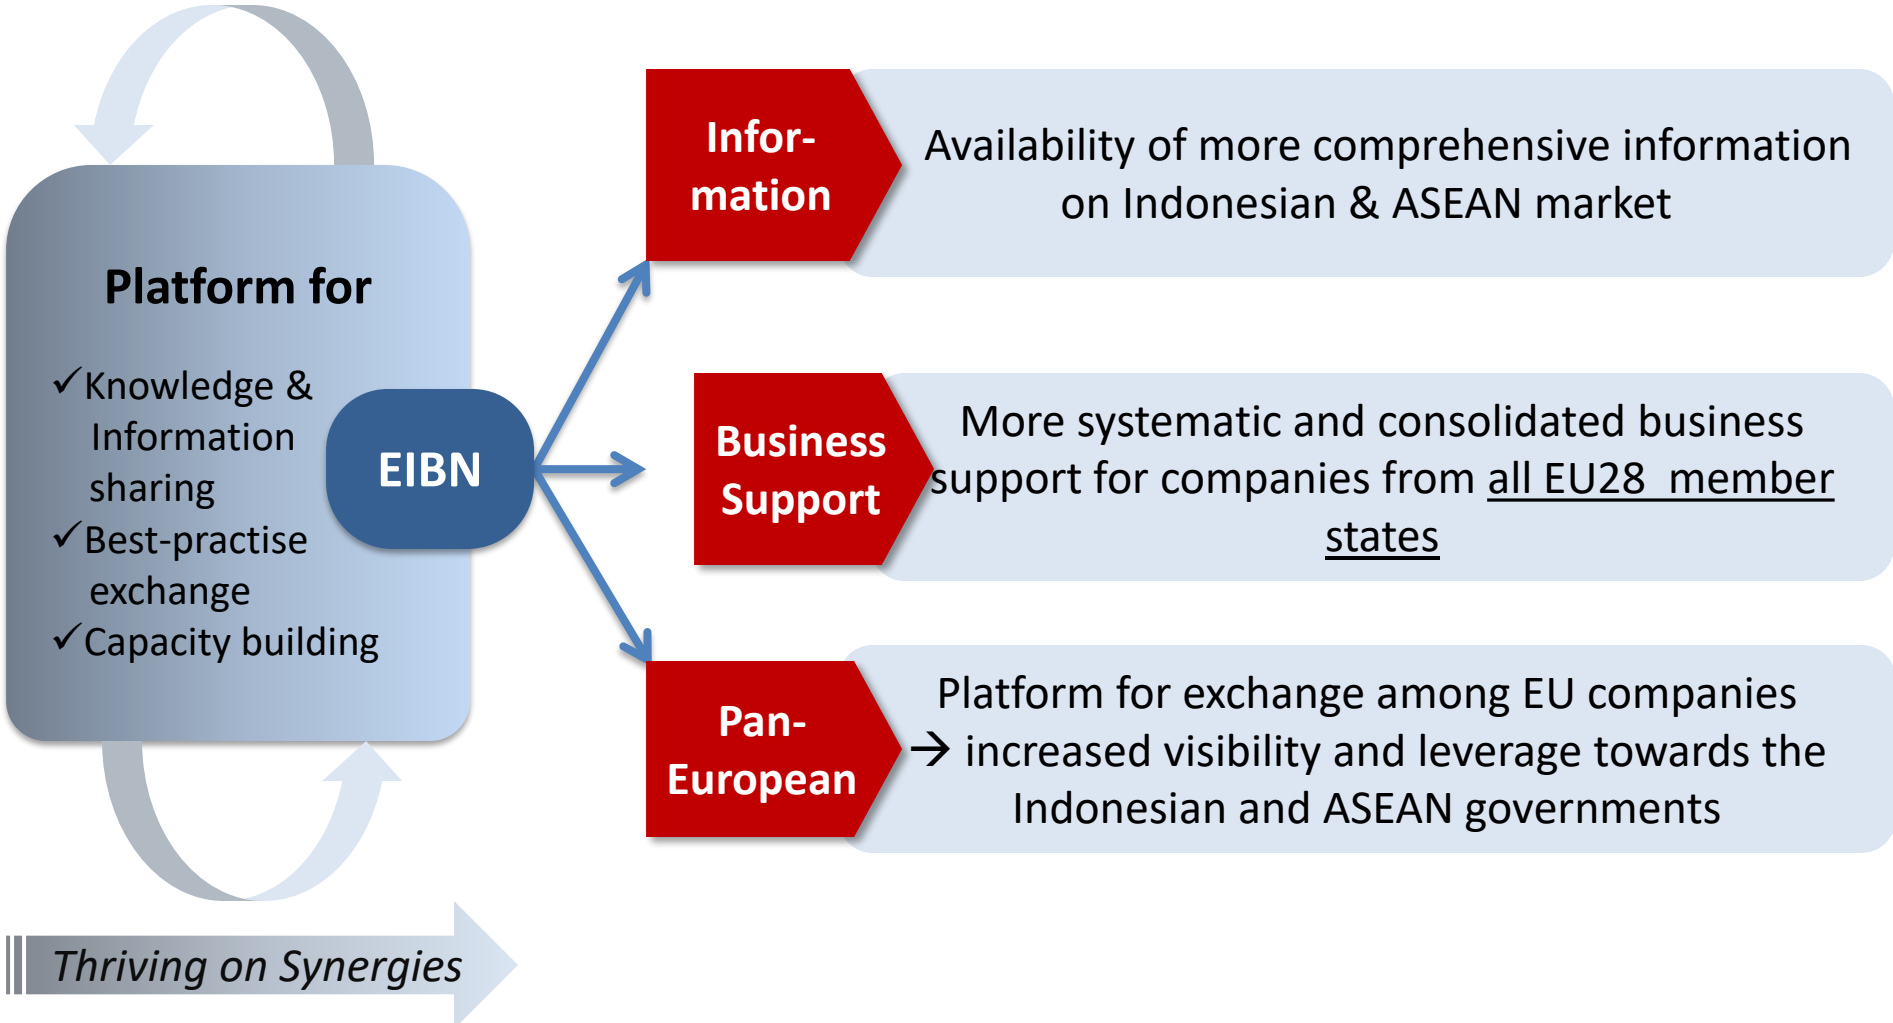 Platform for
✓Knowledge &
Information
sharing
✓Best-practise
exchange
✓Capacity building
EIBN
Thriving on Synergies
Infor-
mation
Availability of more comprehensive information
on Indonesian & ASEAN market
Business
Support
More systematic and consolidated business
support for companies from all EU28 member
states
Pan-
European
Platform for exchange among EU companies
→ increased visibility and leverage towards the
Indonesian and ASEAN governments